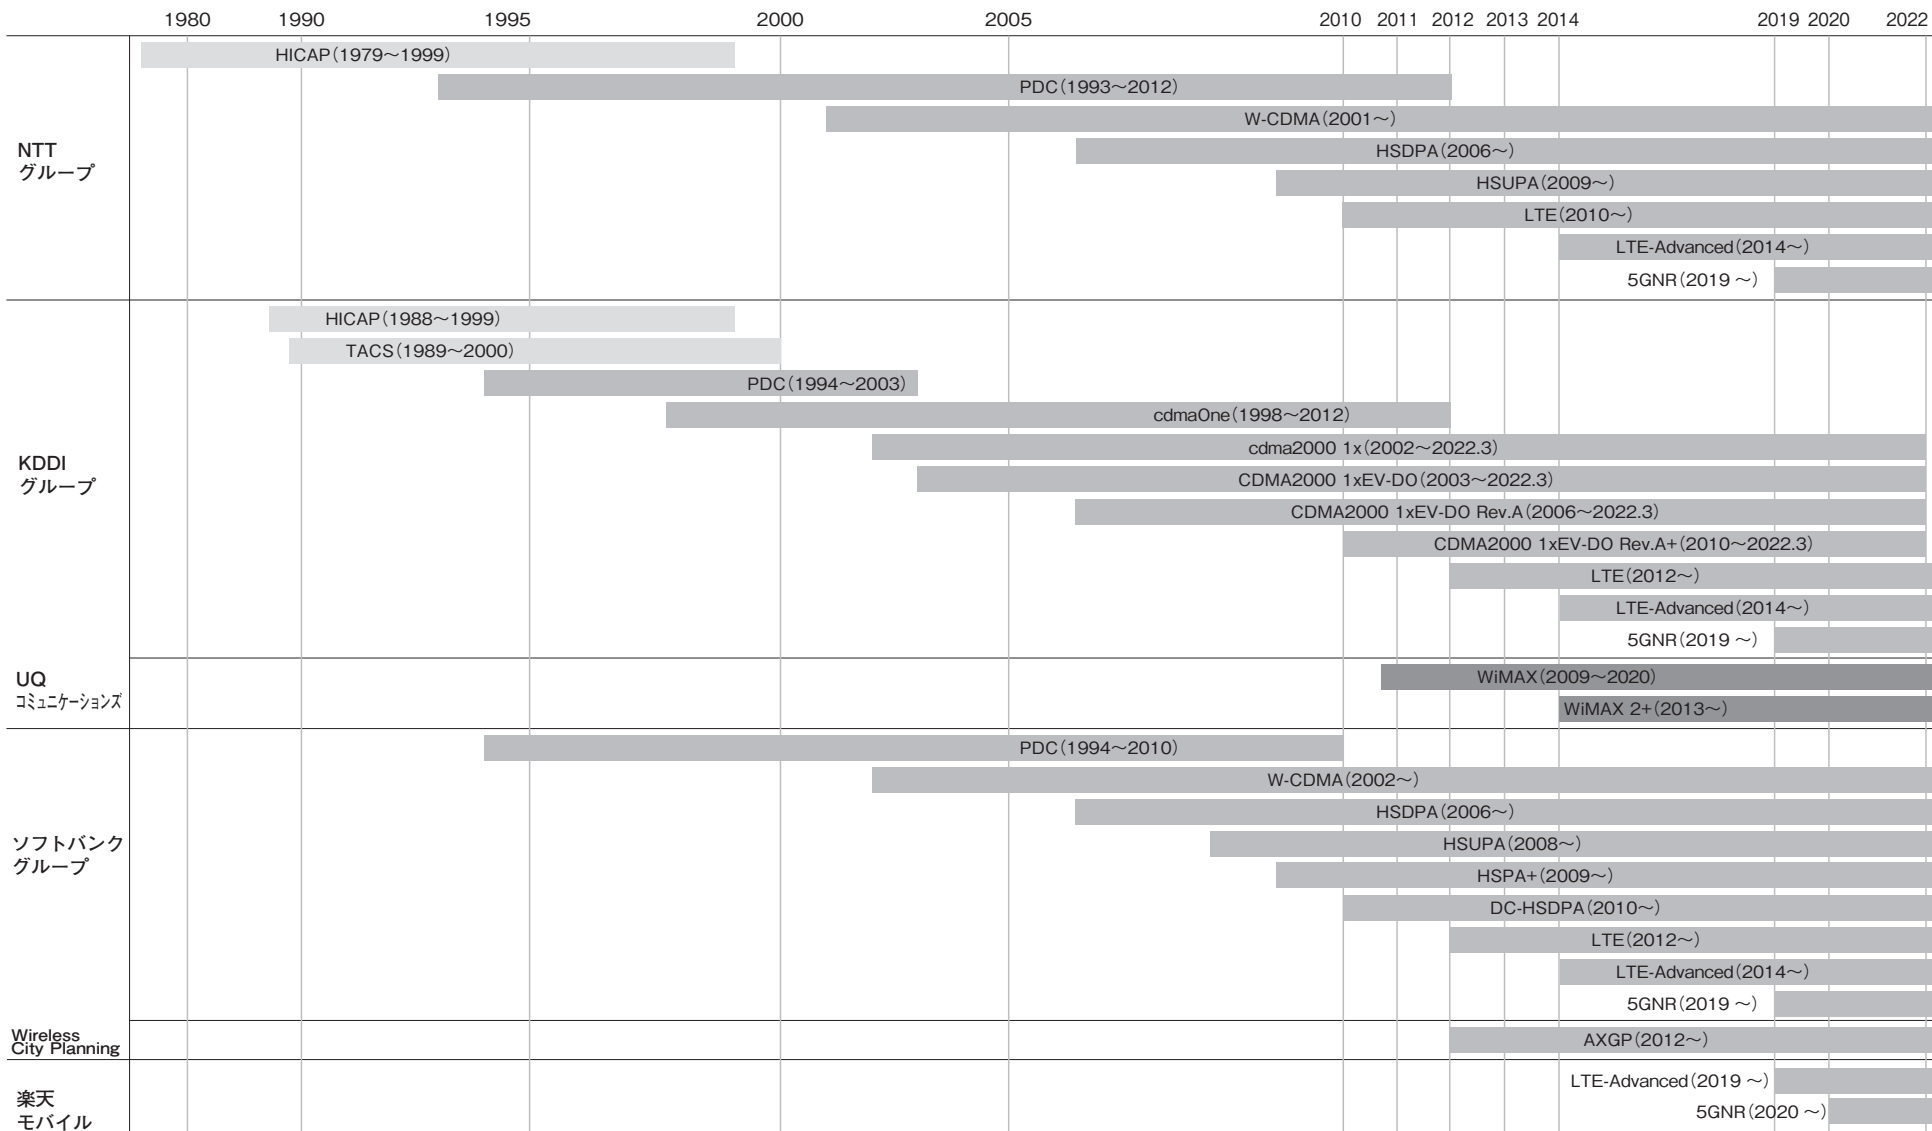 1980 1990 1995 2000 2005 2010 2011 2012 2013 2014 2019 2020 2022
NTT
グループ
HICAP(1979〜1999)
PDC(1993〜2012)
W-CDMA(2001〜)
HSDPA(2006〜)
HSUPA(2009〜)
LTE(2010〜)
LTE-Advanced(2014〜)
5GNR(2019 〜)
KDDI
グループ
HICAP(1988〜1999)
TACS(1989〜2000)
PDC(1994〜2003)
cdmaOne(1998〜2012)
cdma2000 1x(2002〜2022.3)
CDMA2000 1xEV-DO(2003〜2022.3)
CDMA2000 1xEV-DO Rev.A(2006〜2022.3)
CDMA2000 1xEV-DO Rev.A+(2010〜2022.3)
LTE(2012〜)
LTE-Advanced(2014〜)
5GNR(2019 〜)
UQ
コミュニケーションズ
WiMAX(2009〜2020)
WiMAX 2+(2013〜)
ソフトバンク
グループ
PDC(1994〜2010)
W-CDMA(2002〜)
HSDPA(2006〜)
HSUPA(2008〜)
HSPA+(2009〜)
DC-HSDPA(2010〜)
LTE(2012〜)
LTE-Advanced(2014〜)
5GNR(2019 〜)
Wireless
City Planning
AXGP(2012〜)
楽天
モバイル
LTE-Advanced(2019 〜)
5GNR(2020 〜)